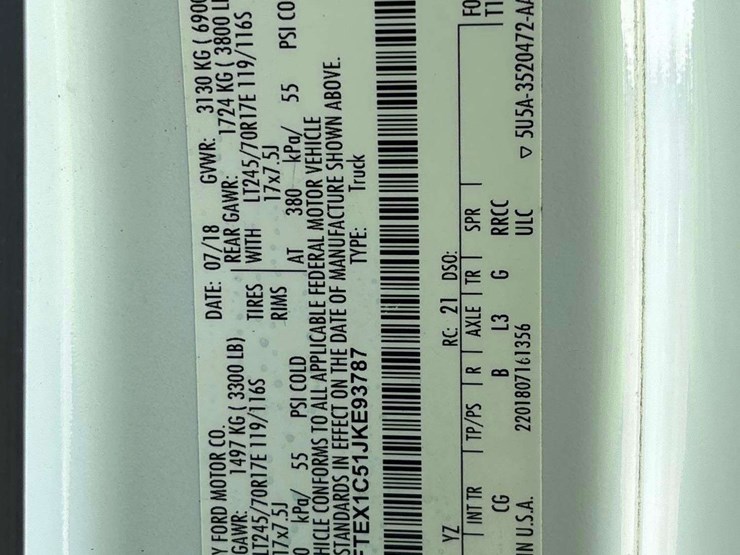 Y FORD MOTOR CO.
DATE: 07/18 GVWR: 3130 KG ( 690
GAWR: 1497 KG ( 3300 LB) REAR GAWR: 1724 KG ( 3800 L
LT245/70R17E 119/116S TIRES WITH LT245/70R17E 119/116S
17x7.5J RIMS 17x7.5J
0 kPa/ 55 PSI COLD AT 380 kPa/ 55 PSI CO
HICLE CONFORMS TO ALL APPLICABLE FEDERAL MOTOR VEHICLE
STANDARDS IN EFFECT ON THE DATE OF MANUFACTURE SHOWN ABOVE.
FTEX1C51JKE93787 TYPE: Truck
YZ RC: 21 DSO:
INT TR TP/PS R AXLE TR SPR FO
CG B L3 G RRCC T1
IN U.S.A. 2201807161356 ULC ▽ 5U5A-3520472-A